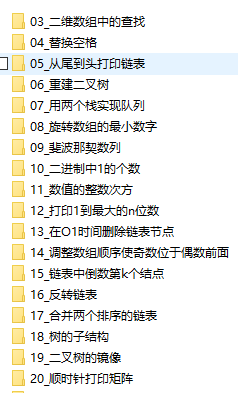 03_二维数组中的查找
04_替换空格
05_从尾到头打印链表
06_重建二叉树
07_用两个栈实现队列
08_旋转数组的最小数字
09_斐波那契数列
10_二进制中1的个数
11_数值的整数次方
12_打印1到最大的n位数
13_在O1时间删除链表节点
14_调整数组顺序使奇数位于偶数前面
15_链表中倒数第k个结点
16_反转链表
17_合并两个排序的链表
18_树的子结构
19_二叉树的镜像
20_顺时针打印矩阵